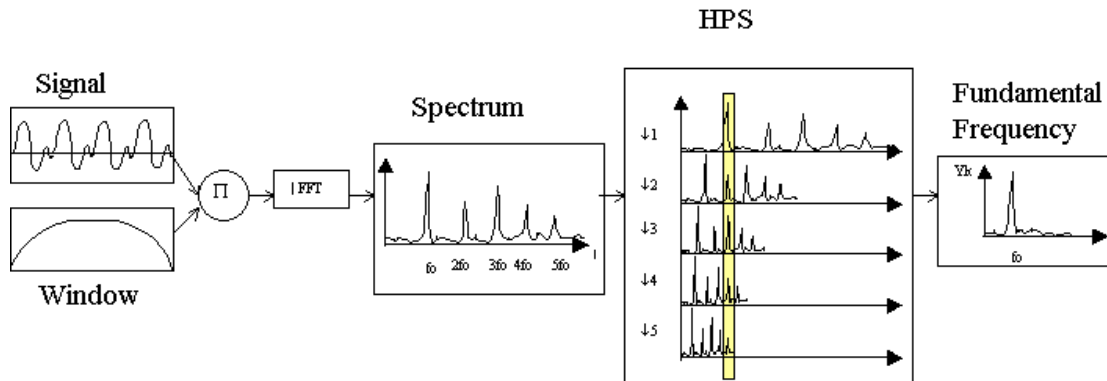 HPS
Signal
Spectrum
Fundamental
Frequency
Window
Π
| FFT
fo 2fo 3fo 4fo 5fo
↓1
↓2
↓3
↓4
↓5
Yk
fo